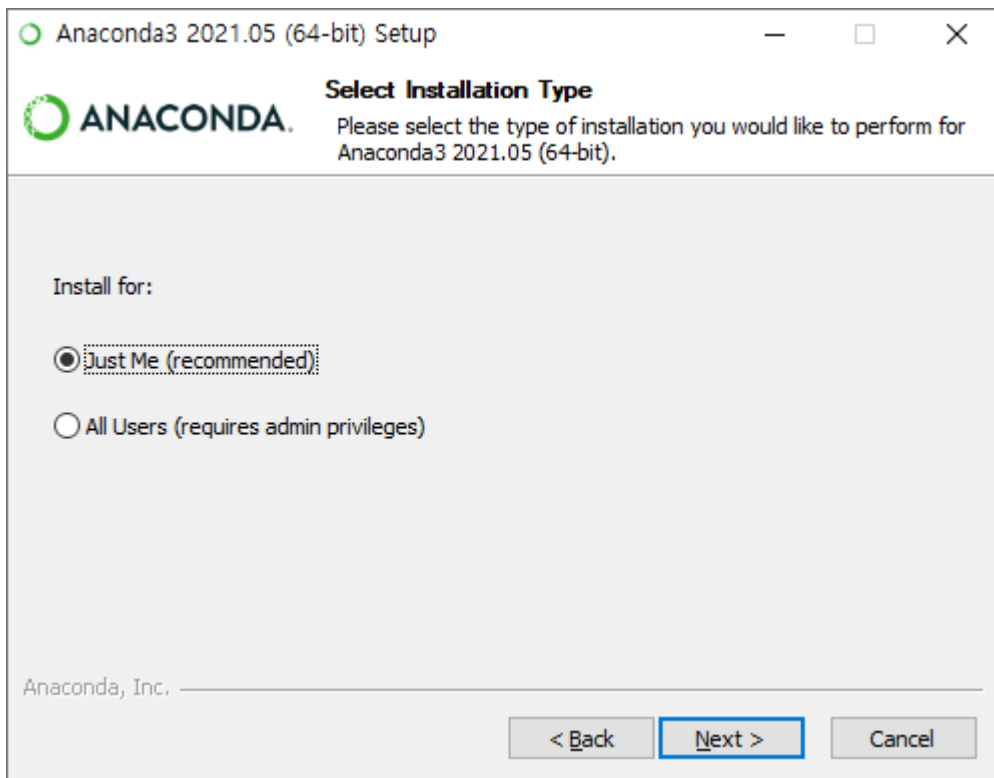 Anaconda3 2021.05 (64-bit) Setup
ANACONDA.
Select Installation Type
Please select the type of installation you would like to perform for
Anaconda3 2021.05 (64-bit).
Install for:
Just Me (recommended)
All Users (requires admin privileges)
Anaconda, Inc.
< Back
Next >
Cancel